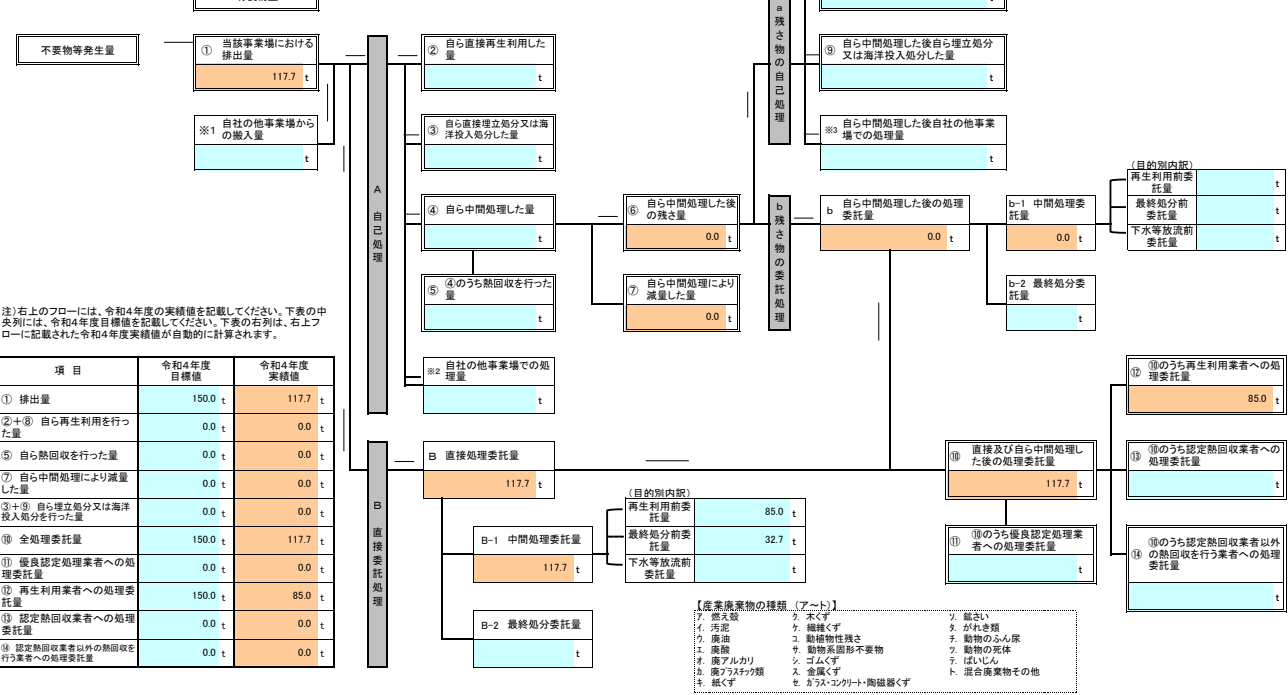 不要物等発生量
①
当該事業場における
排出量
117.7 t
※1
自社の他事業場から
の搬入量
t
A
自
己
処
理
②
自ら直接再生利用した
量
t
③
自ら直接埋立処分又は海
洋投入処分した量
t
④ 自ら中間処理した量
t
⑤
④のうち熱回収を行った
量
t
※2
自社の他事業場での処
理量
t
⑥
自ら中間処理した後
の残さ量
0.0 t
⑦
自ら中間処理により
減量した量
0.0 t
a
残
さ
物
の
自
己
処
理
⑨
自ら中間処理した後自ら埋立処分
又は海洋投入処分した量
t
※3
自ら中間処理した後自社の他事業
場での処理量
t
b
残
さ
物
の
委
託
処
理
b
自ら中間処理した後の処理
委託量
0.0 t
b-1 中間処理委
託量
0.0 t
(目的別内訳)
再生利用前委
託量
t
最終処分前
委託量
t
下水等放流前
委託量
t
b-2 最終処分委
託量
t
注)右上のフローには、令和4年度の実績値を記載してください。下表の中
央列には、令和4年度目標値を記載してください。下表の右列は、右上フ
ローに記載された令和4年度実績値が自動的に計算されます。
項 目
令和4年度
目標値
令和4年度
実績値
① 排出量 150.0 t 117.7 t
②+⑧ 自ら再生利用を行っ
た量
0.0 t 0.0 t
⑤ 自ら熱回収を行った量 0.0 t 0.0 t
⑦ 自ら中間処理により減量
した量
0.0 t 0.0 t
③+⑨ 自ら埋立処分又は海洋
投入処分を行った量
0.0 t 0.0 t
⑩ 全処理委託量 150.0 t 117.7 t
⑪ 優良認定処理業者への処
理委託量
0.0 t 0.0 t
⑫ 再生利用業者への処理委
託量
150.0 t 85.0 t
⑬ 認定熱回収業者への処理
委託量
0.0 t 0.0 t
⑭ 認定熱回収業者以外の熱回収を
行う業者への処理委託量
0.0 t 0.0 t
B
直
接
委
託
処
理
B 直接処理委託量
117.7 t
B-1 中間処理委託量
117.7 t
(目的別内訳)
再生利用前委
託量
85.0 t
最終処分前委
託量
32.7 t
下水等放流前
委託量
t
B-2 最終処分委託量
t
⑩
直接及び自ら中間処理し
た後の処理委託量
117.7 t
⑪
⑩のうち優良認定処理業
者への処理委託量
t
⑫
⑩のうち再生利用業者への処
理委託量
85.0 t
⑬
⑩のうち認定熱回収業者への
処理委託量
t
⑭
⑩のうち認定熱回収業者以外
の熱回収を行う業者への処理
委託量
t
【産業廃棄物の種類 (ア~ト)】
ア. 燃え殻
イ. 汚泥
ウ. 廃油
エ. 廃酸
オ. 廃アルカリ
カ. 廃プラスチック類
キ. 紙くず
ク. 木くず
ケ. 繊維くず
コ. 動植物性残さ
サ. 動物系固形不要物
シ. ゴムくず
ス. 金属くず
セ. ガラス・コンクリート・陶磁器くず
ソ. 鉱さい
タ. がれき類
チ. 動物のふん尿
ツ. 動物の死体
テ. ばいじん
ト. 混合廃棄物その他